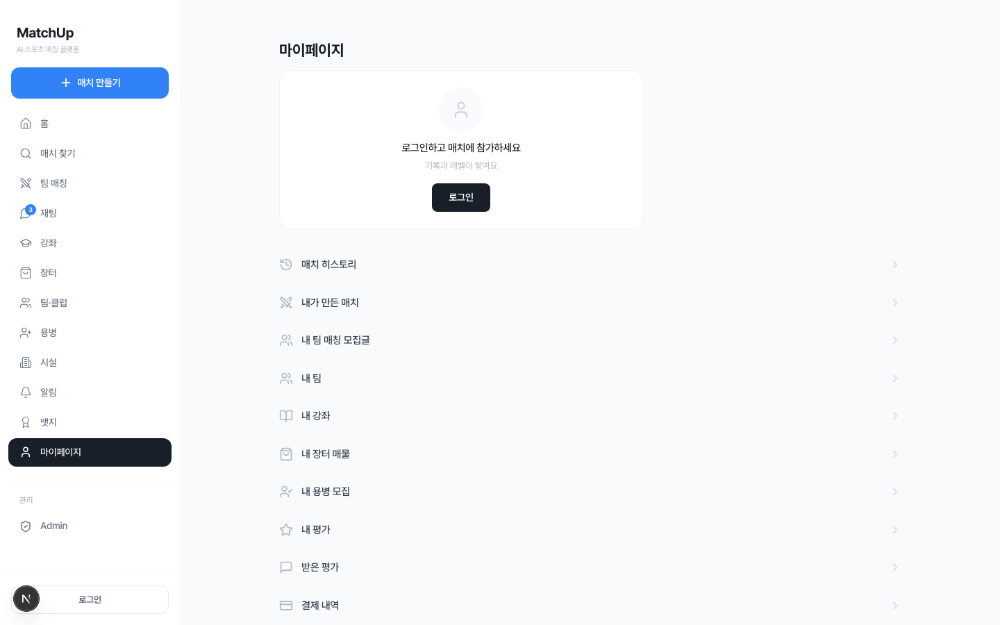 MatchUp
AI 스포츠 매칭 플랫폼
매치 만들기
홈
매치 찾기
팀 매칭
3
채팅
강좌
장터
팀·클럽
용병
시설
알림
뱃지
마이페이지
관리
Admin
N
로그인
마이페이지
로그인하고 매치에 참가하세요
기록과 레벨이 쌓여요
로그인
매치 히스토리
내가 만든 매치
내 팀 매칭 모집글
내 팀
내 강좌
내 장터 매물
내 용병 모집
내 평가
받은 평가
결제 내역